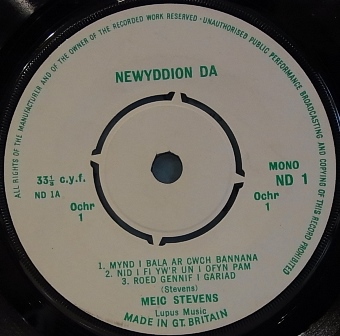 ALL RIGHTS OF THE MANUFACTURER AND OF THE OWNER OF THE RECORDED WORK RESERVED · UNAUTHORISED PUBLIC PERFORMANCE BROADCASTING AND COPYING OF THIS RECORD PROHIBITED
NEWYDDION DA
33⅓ c.y.f.
ND 1A
Ochr
1
MONO
ND 1
Ochr
1
1. MYND I BALA AR CWCH BANNANA
2. NID I FI YW'R UN I OFYN PAM
3. ROED GENNIF I GARIAD
(Stevens)
MEIC STEVENS
Lupus Music
MADE IN GT. BRITAIN